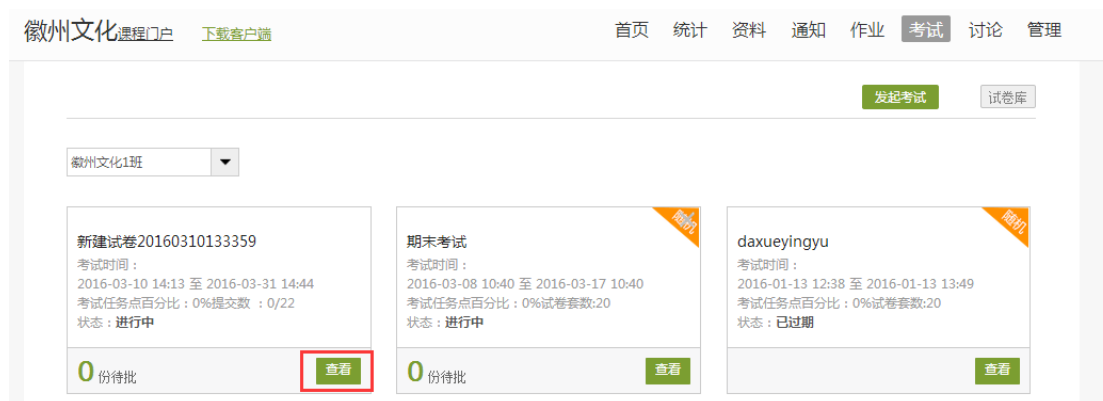 徽州文化课程门户 下载客户端 首页 统计 资料 通知 作业 考试 讨论 管理
发起考试 试卷库
徽州文化1班
新建试卷20160310133359
考试时间：
2016-03-10 14:13 至 2016-03-31 14:44
考试任务点百分比：0%提交数 ：0/22
状态：进行中
0 份待批 查看
随机
期末考试
考试时间：
2016-03-08 10:40 至 2016-03-17 10:40
考试任务点百分比：0%试卷套数:20
状态：进行中
0 份待批 查看
随机
daxueyingyu
考试时间：
2016-01-13 12:38 至 2016-01-13 13:49
考试任务点百分比：0%试卷套数:20
状态：已过期
查看